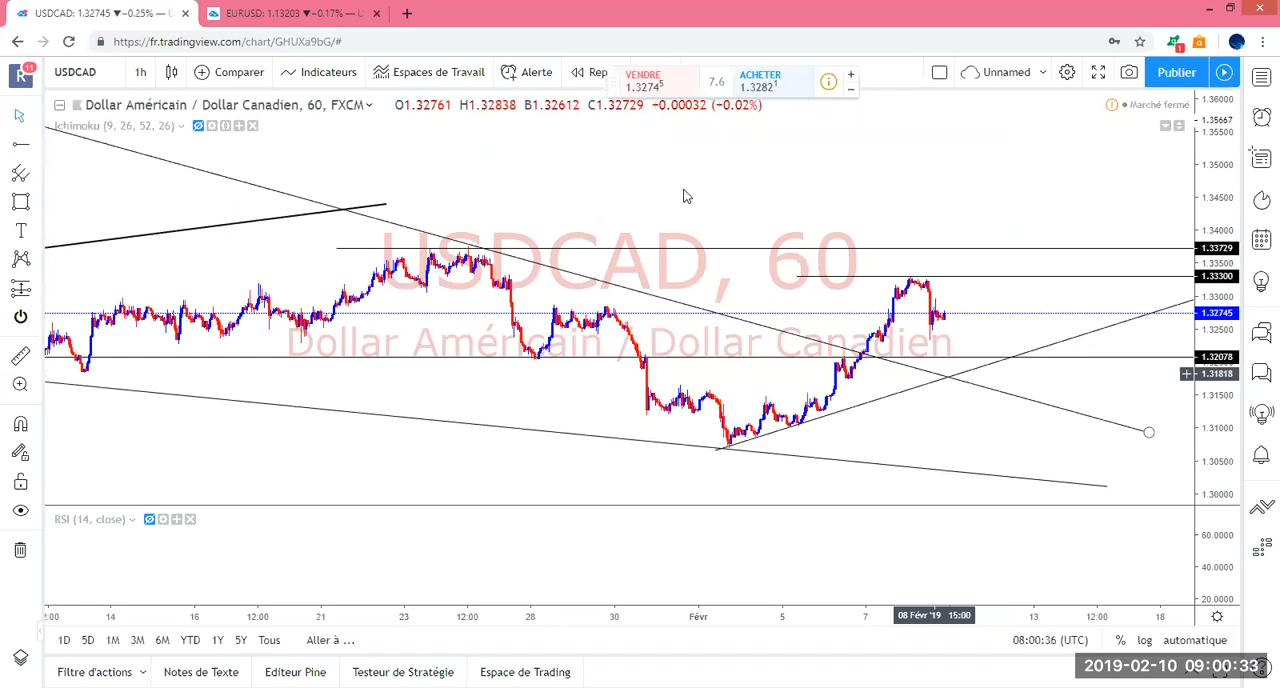 USDCAD: 1.32745 ▼−0.25% — U
EURUSD: 1.13203 ▼−0.17% — U
https://fr.tradingview.com/chart/GHUXa9bG/#
1
R 11
USDCAD 1h Comparer Indicateurs Espaces de Travail Alerte Rep
VENDRE
1.32745
7.6
ACHETER
1.32821
Unnamed Publier
Dollar Américain / Dollar Canadien, 60, FXCM
O1.32761 H1.32838 B1.32612 C1.32729 −0.00032 (−0.02%)
Marché fermé
Ichimoku (9, 26, 52, 26)
USDCAD, 60
Dollar Américain / Dollar Canadien
1.36000
1.35667
1.35500
1.35000
1.34500
1.34000
1.33729
1.33500
1.33300
1.33000
1.32745
1.32500
1.32078
1.31818
1.31500
1.31000
1.30500
1.30000
RSI (14, close)
60.0000
40.0000
20.0000
2:00 14 12:00 21 23 12:00 28 30 Févr 5 7 08 Févr '19 15:00 13 12:00 18
1D 5D 1M 3M 6M YTD 1Y 5Y Tous Aller à ...
08:00:36 (UTC) % log automatique
Filtre d'actions Notes de Texte Editeur Pine Testeur de Stratégie Espace de Trading
2019-02-10 09:00:33